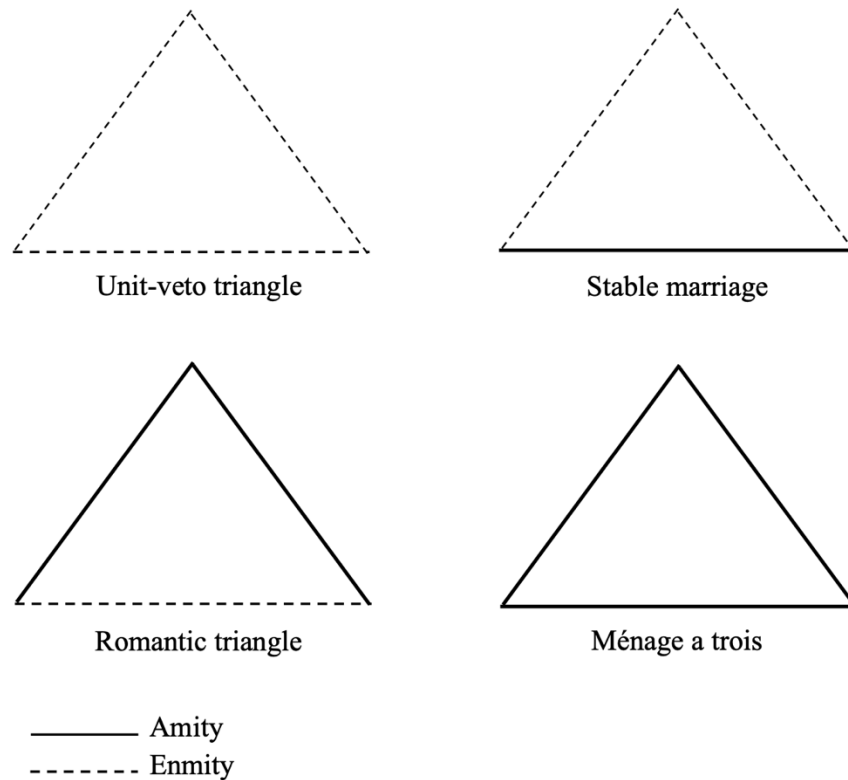 Unit-veto triangle
Stable marriage
Romantic triangle
Ménage a trois
Amity
Enmity